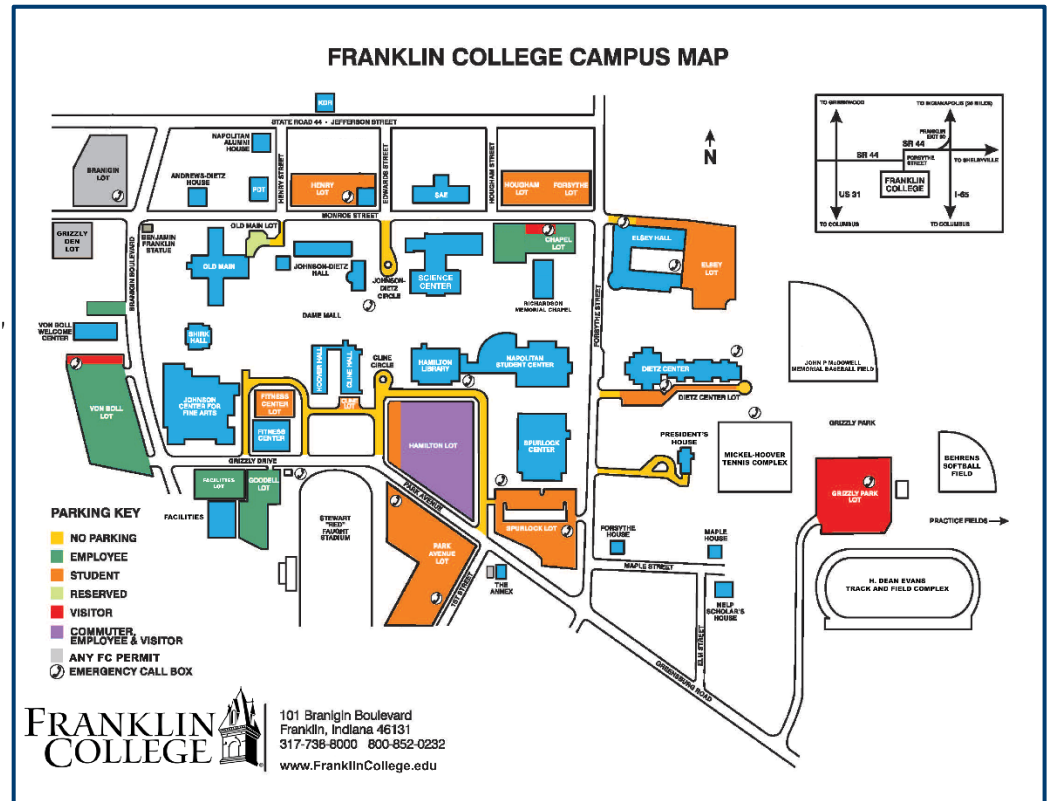 FRANKLIN COLLEGE CAMPUS MAP
KDR
STATE ROAD 44 - JEFFERSON STREET
NAPOLITAN
ALUMNI
HOUSE
BRANIGIN
LOT
ANDREWS-DIETZ
HOUSE
HENRY STREET
HENRY
LOT
EDWARDS STREET
SAE
HOUGHAM STREET
HOUGHAM
LOT
FORSYTHE
LOT
N
TO GREENWOOD
TO INDIANAPOLIS (20 MILES)
FRANKLIN
EXIT 90
SR 44
SR 44
FORSYTHE
STREET
TO SHELBYVILLE
FRANKLIN
COLLEGE
US 31
I-65
TO COLUMBUS
TO COLUMBUS
MONROE STREET
GRIZZLY
DEN LOT
BENJAMIN
FRANKLIN
STATUE
OLD MAIN LOT
OLD MAIN
JOHNSON-DIETZ
HALL
JOHNSON-
DIETZ
CIRCLE
SCIENCE
CENTER
CHAPEL
LOT
RICHARDSON
MEMORIAL CHAPEL
ELSEY HALL
ELSEY
LOT
BRANIGIN BOULEVARD
FORSYTHE STREET
DAME MALL
VON BOLL
WELCOME
CENTER
SHIRK
HALL
HOOVER HALL
CLINE HALL
CLINE
CIRCLE
HAMILTON
LIBRARY
NAPOLITAN
STUDENT CENTER
DIETZ CENTER
DIETZ CENTER LOT
JOHN P McDOWELL
MEMORIAL BASEBALL FIELD
VON BOLL
LOT
JOHNSON
CENTER FOR
FINE ARTS
FITNESS
CENTER
LOT
FITNESS
CENTER
CLINE LOT
HAMILTON LOT
SPURLOCK
CENTER
PRESIDENT'S
HOUSE
MICKEL-HOOVER
TENNIS COMPLEX
GRIZZLY PARK
BEHRENS
SOFTBALL
FIELD
GRIZZLY PARK
LOT
GRIZZLY DRIVE
FACILITIES
LOT
GOODELL
LOT
FACILITIES
STEWART
"RED"
FAUGHT
STADIUM
PARK AVENUE
PARK
AVENUE
LOT
1ST STREET
SPURLOCK LOT
THE
ANNEX
FORSYTHE
HOUSE
MAPLE
HOUSE
MAPLE STREET
HELP
SCHOLAR'S
HOUSE
ELM STREET
GREENSBURG ROAD
PRACTICE FIELDS
H. DEAN EVANS
TRACK AND FIELD COMPLEX
PARKING KEY
NO PARKING
EMPLOYEE
STUDENT
RESERVED
VISITOR
COMMUTER,
EMPLOYEE & VISITOR
ANY FC PERMIT
EMERGENCY CALL BOX
FRANKLIN
COLLEGE
101 Branigin Boulevard
Franklin, Indiana 46131
317-738-8000 800-852-0232
www.FranklinCollege.edu